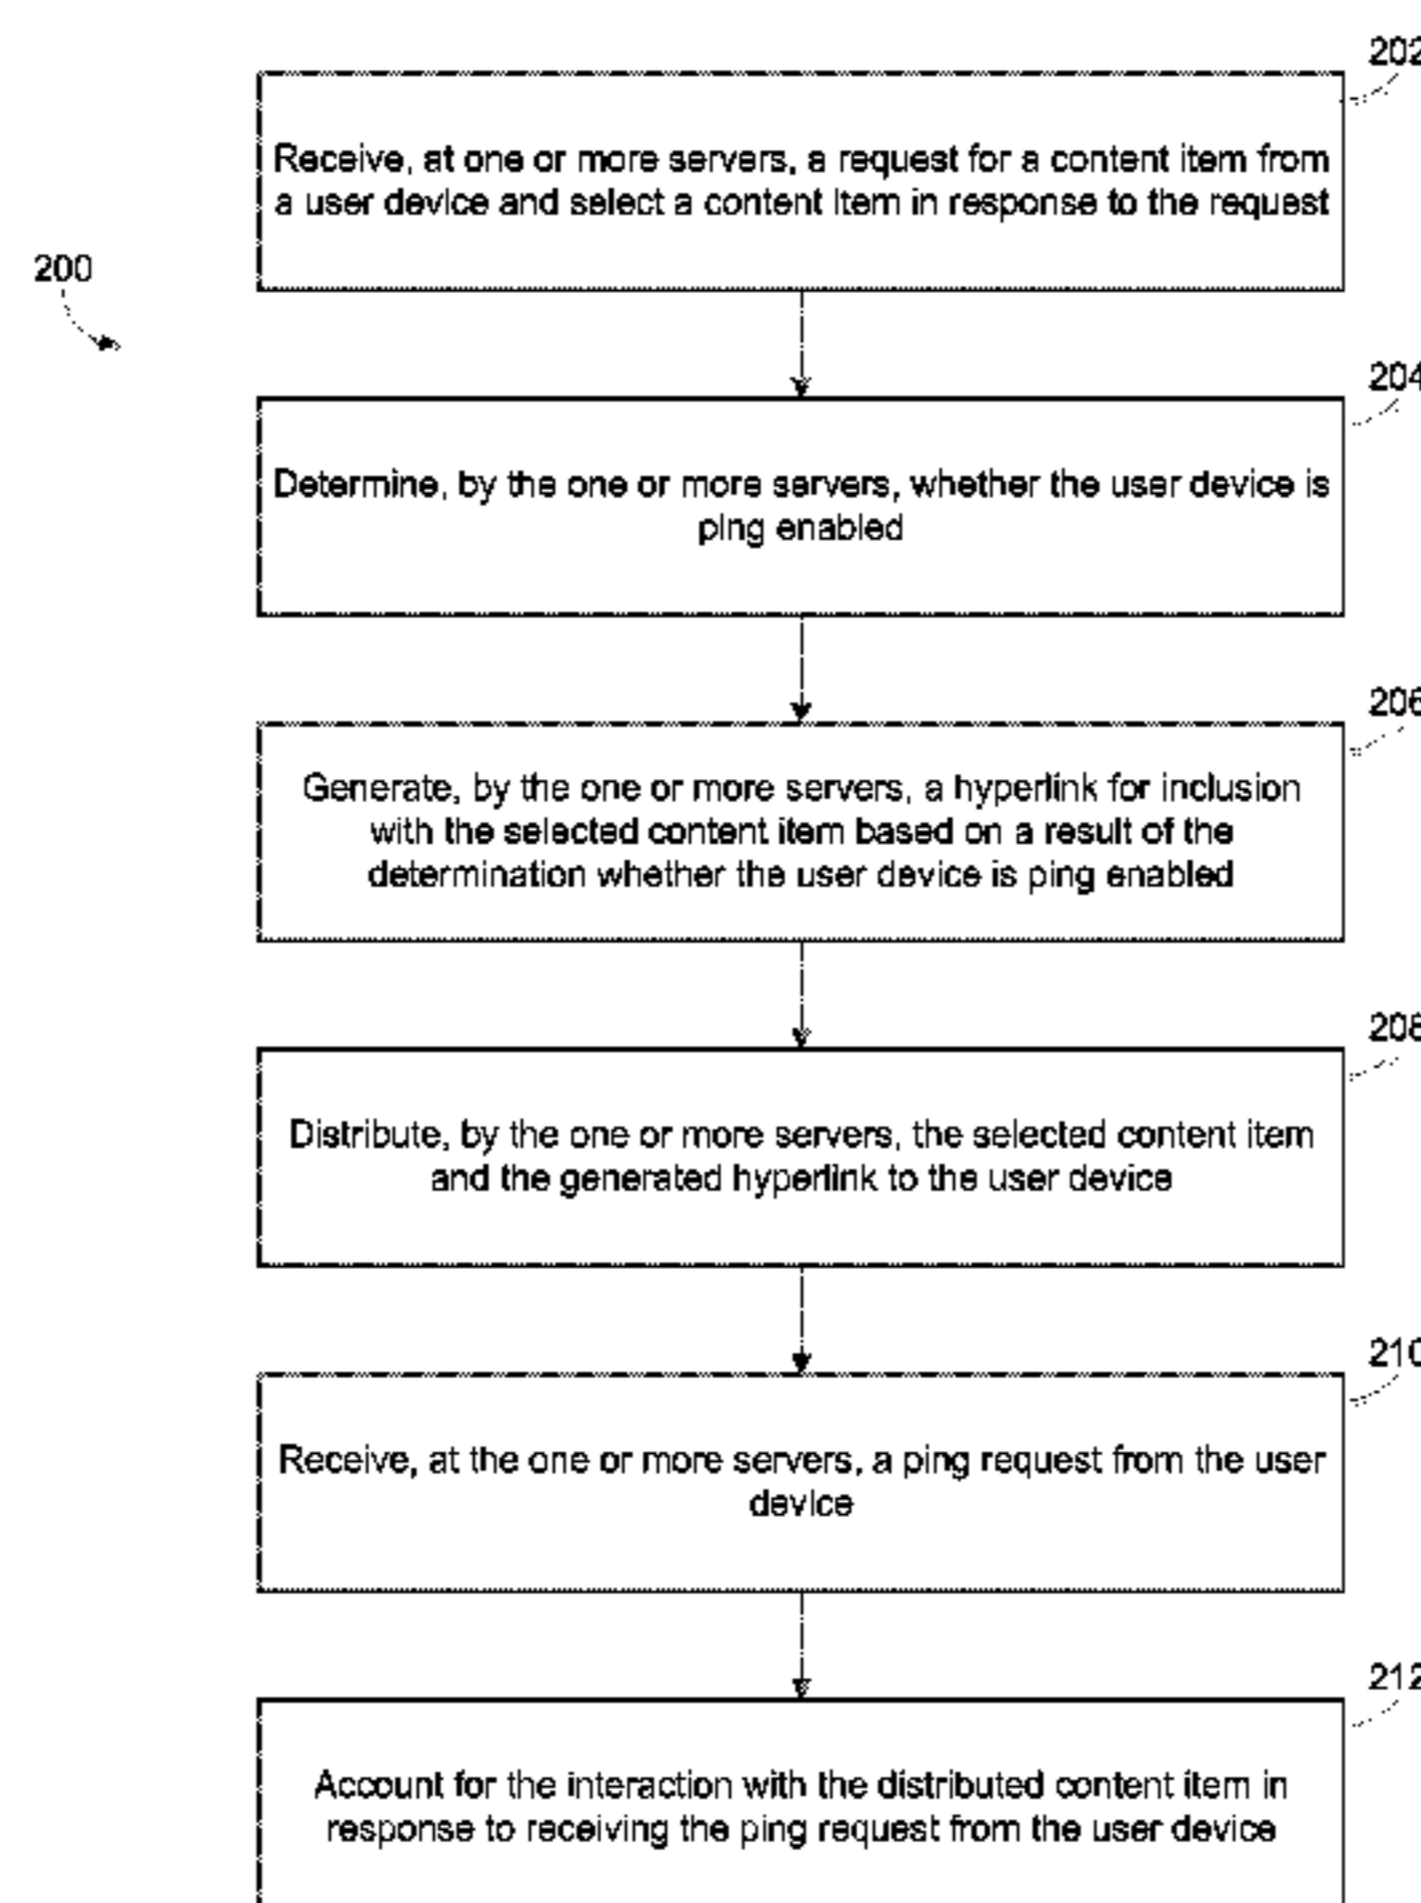 202
Receive, at one or more servers, a request for a content item from
a user device and select a content item in response to the request
200
204
Determine, by the one or more servers, whether the user device is
ping enabled
206
Generate, by the one or more servers, a hyperlink for inclusion
with the selected content item based on a result of the
determination whether the user device is ping enabled
208
Distribute, by the one or more servers, the selected content item
and the generated hyperlink to the user device
210
Receive, at the one or more servers, a ping request from the user
device
212
Account for the interaction with the distributed content item in
response to receiving the ping request from the user device